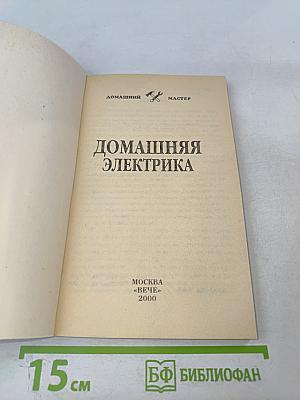 ДОМАШНИЙ МАСТЕР
ДОМАШНЯЯ
ЭЛЕКТРИКА
МОСКВА
«ВЕЧЕ»
2000
15 см
БФ БИБЛИОФАН